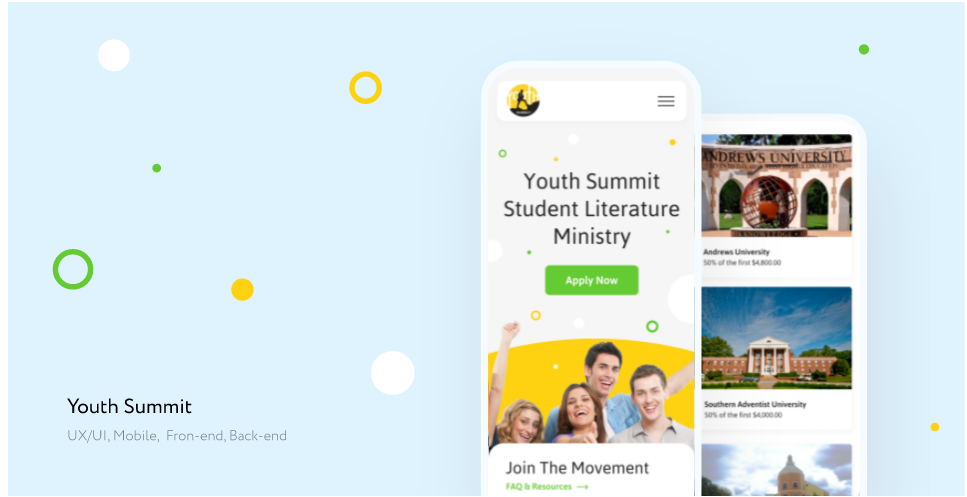 Youth Summit
Student Literature
Ministry
Apply Now
Join The Movement
FAQ & Resources
ANDREWS UNIVERSITY
Andrews University
50% of the first $4,800.00
Southern Adventist University
50% of the first $4,000.00
Youth Summit
UX/UI, Mobile, Fron-end, Back-end